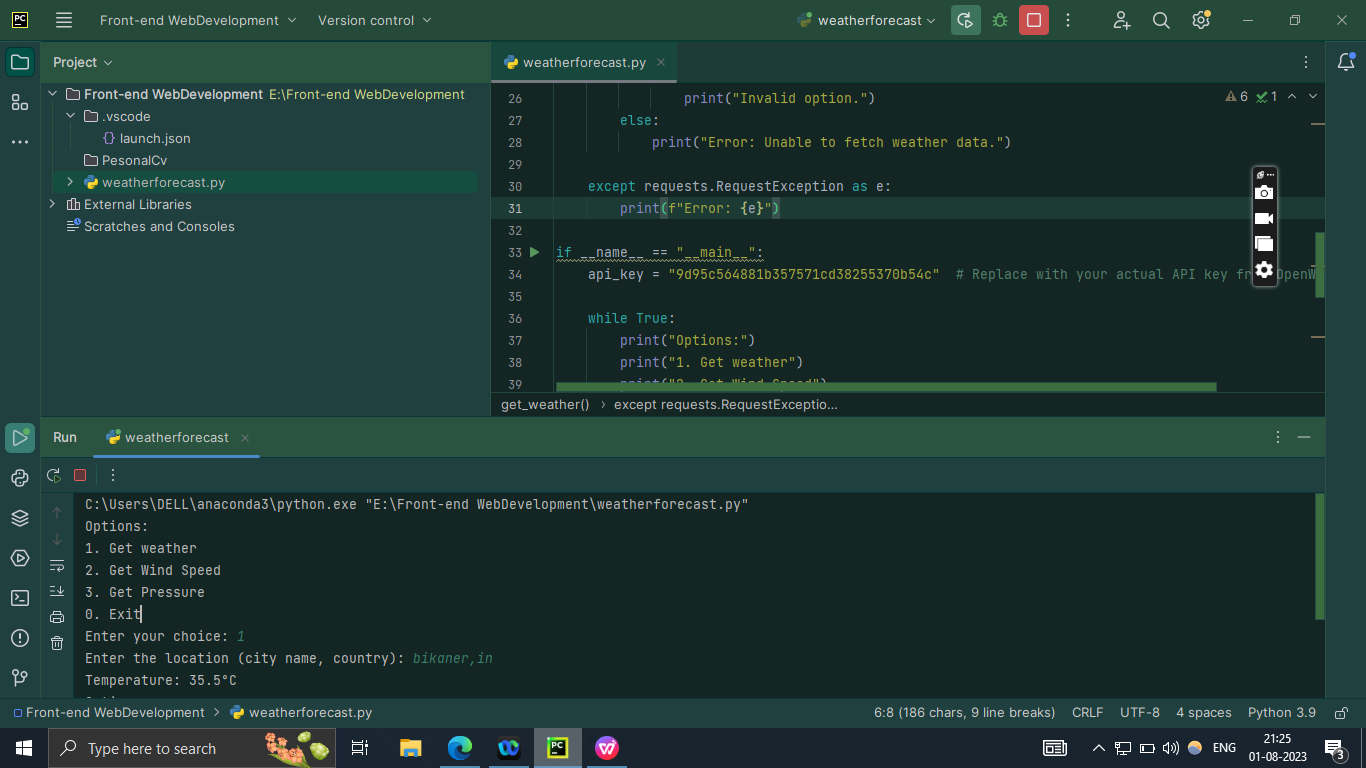 PC Front-end WebDevelopment Version control weatherforecast
Project
Front-end WebDevelopment E:\Front-end WebDevelopment
.vscode
{} launch.json
PesonalCv
weatherforecast.py
External Libraries
Scratches and Consoles
weatherforecast.py
6 1
26 print("Invalid option.")
27 else:
28 print("Error: Unable to fetch weather data.")
29
30 except requests.RequestException as e:
31 print(f"Error: {e}")
32
33 if __name__ == "__main__":
34 api_key = "9d95c564881b357571cd38255370b54c" # Replace with your actual API key
35
36 while True:
37 print("Options:")
38 print("1. Get weather")
39 print("2. Get Wind Speed")
get_weather() › except requests.RequestExceptio...
Run weatherforecast
C:\Users\DELL\anaconda3\python.exe "E:\Front-end WebDevelopment\weatherforecast.py"
Options:
1. Get weather
2. Get Wind Speed
3. Get Pressure
0. Exit
Enter your choice: 1
Enter the location (city name, country): bikaner,in
Temperature: 35.5°C
Front-end WebDevelopment › weatherforecast.py 6:8 (186 chars, 9 line breaks) CRLF UTF-8 4 spaces Python 3.9
Type here to search PC ENG 21:25
01-08-2023 3